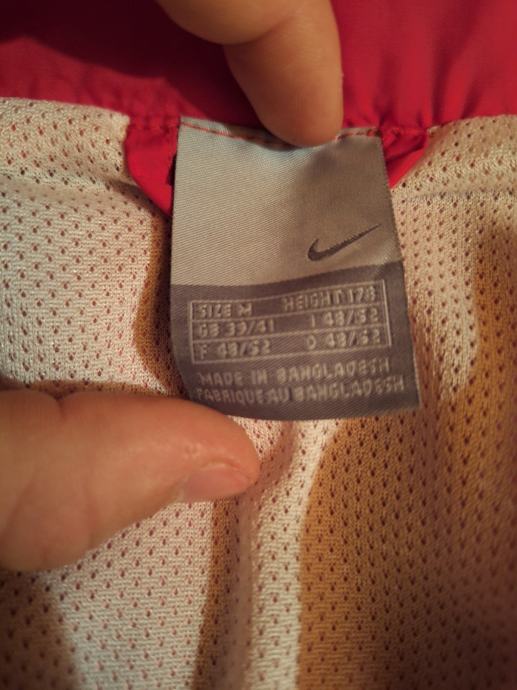 SIZE M HEIGHT 178
GB 39/41 I 48/52
F 48/52 D 48/52
MADE IN BANGLADESH
FABRIQUE AU BANGLADESH